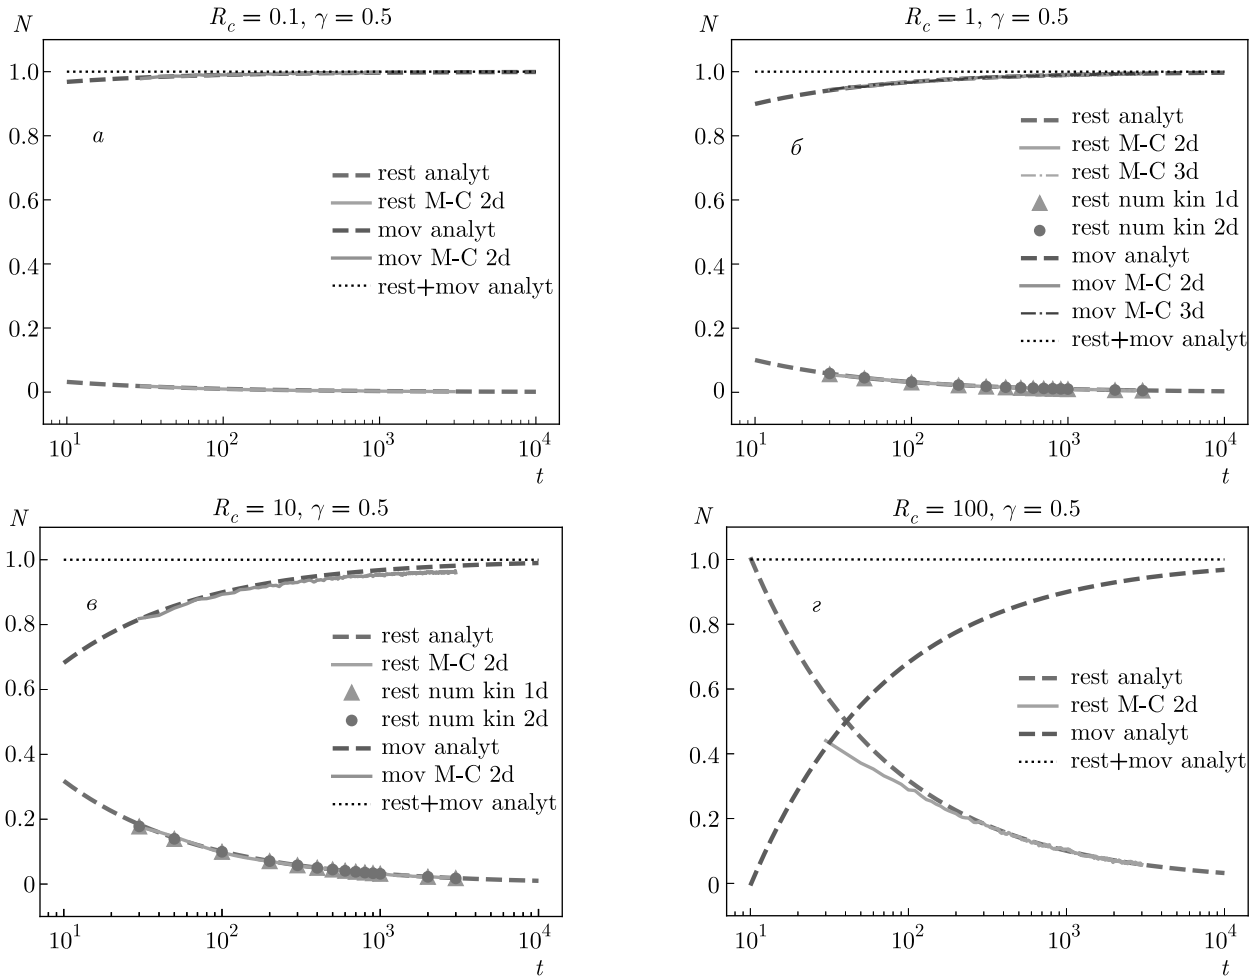 R_c = 0.1, γ = 0.5
N
1.0
0.8
0.6
0.4
0.2
0
а
rest analyt
rest M-C 2d
mov analyt
mov M-C 2d
rest+mov analyt
10^1
10^2
10^3
10^4
t
R_c = 1, γ = 0.5
N
1.0
0.8
0.6
0.4
0.2
0
б
rest analyt
rest M-C 2d
rest M-C 3d
rest num kin 1d
rest num kin 2d
mov analyt
mov M-C 2d
mov M-C 3d
rest+mov analyt
10^1
10^2
10^3
10^4
t
R_c = 10, γ = 0.5
N
1.0
0.8
0.6
0.4
0.2
0
в
rest analyt
rest M-C 2d
rest num kin 1d
rest num kin 2d
mov analyt
mov M-C 2d
rest+mov analyt
10^1
10^2
10^3
10^4
t
R_c = 100, γ = 0.5
N
1.0
0.8
0.6
0.4
0.2
0
г
rest analyt
rest M-C 2d
mov analyt
rest+mov analyt
10^1
10^2
10^3
10^4
t